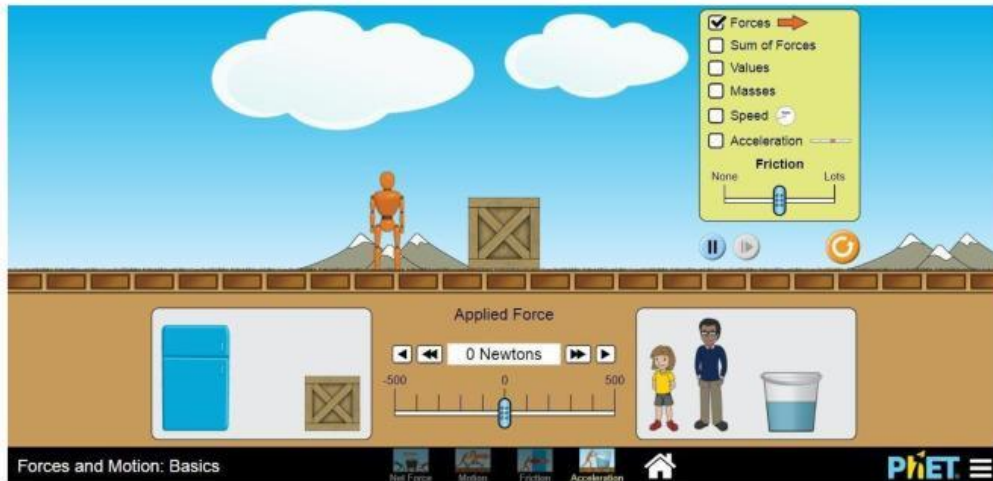 Forces
Sum of Forces
Values
Masses
Speed
Acceleration
Friction
None Lots
Applied Force
0 Newtons
-500 0 500
Forces and Motion: Basics
Net Force Motion Friction Acceleration
PhET